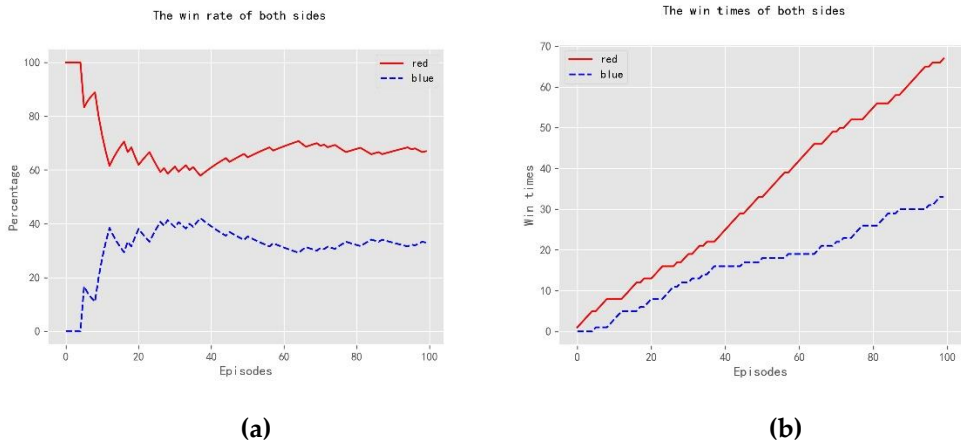 The win rate of both sides
100
80
60
40
20
0
Percentage
0 20 40 60 80 100
Episodes
red
blue
(a)
The win times of both sides
70
60
50
40
30
20
10
0
Win times
0 20 40 60 80 100
Episodes
red
blue
(b)